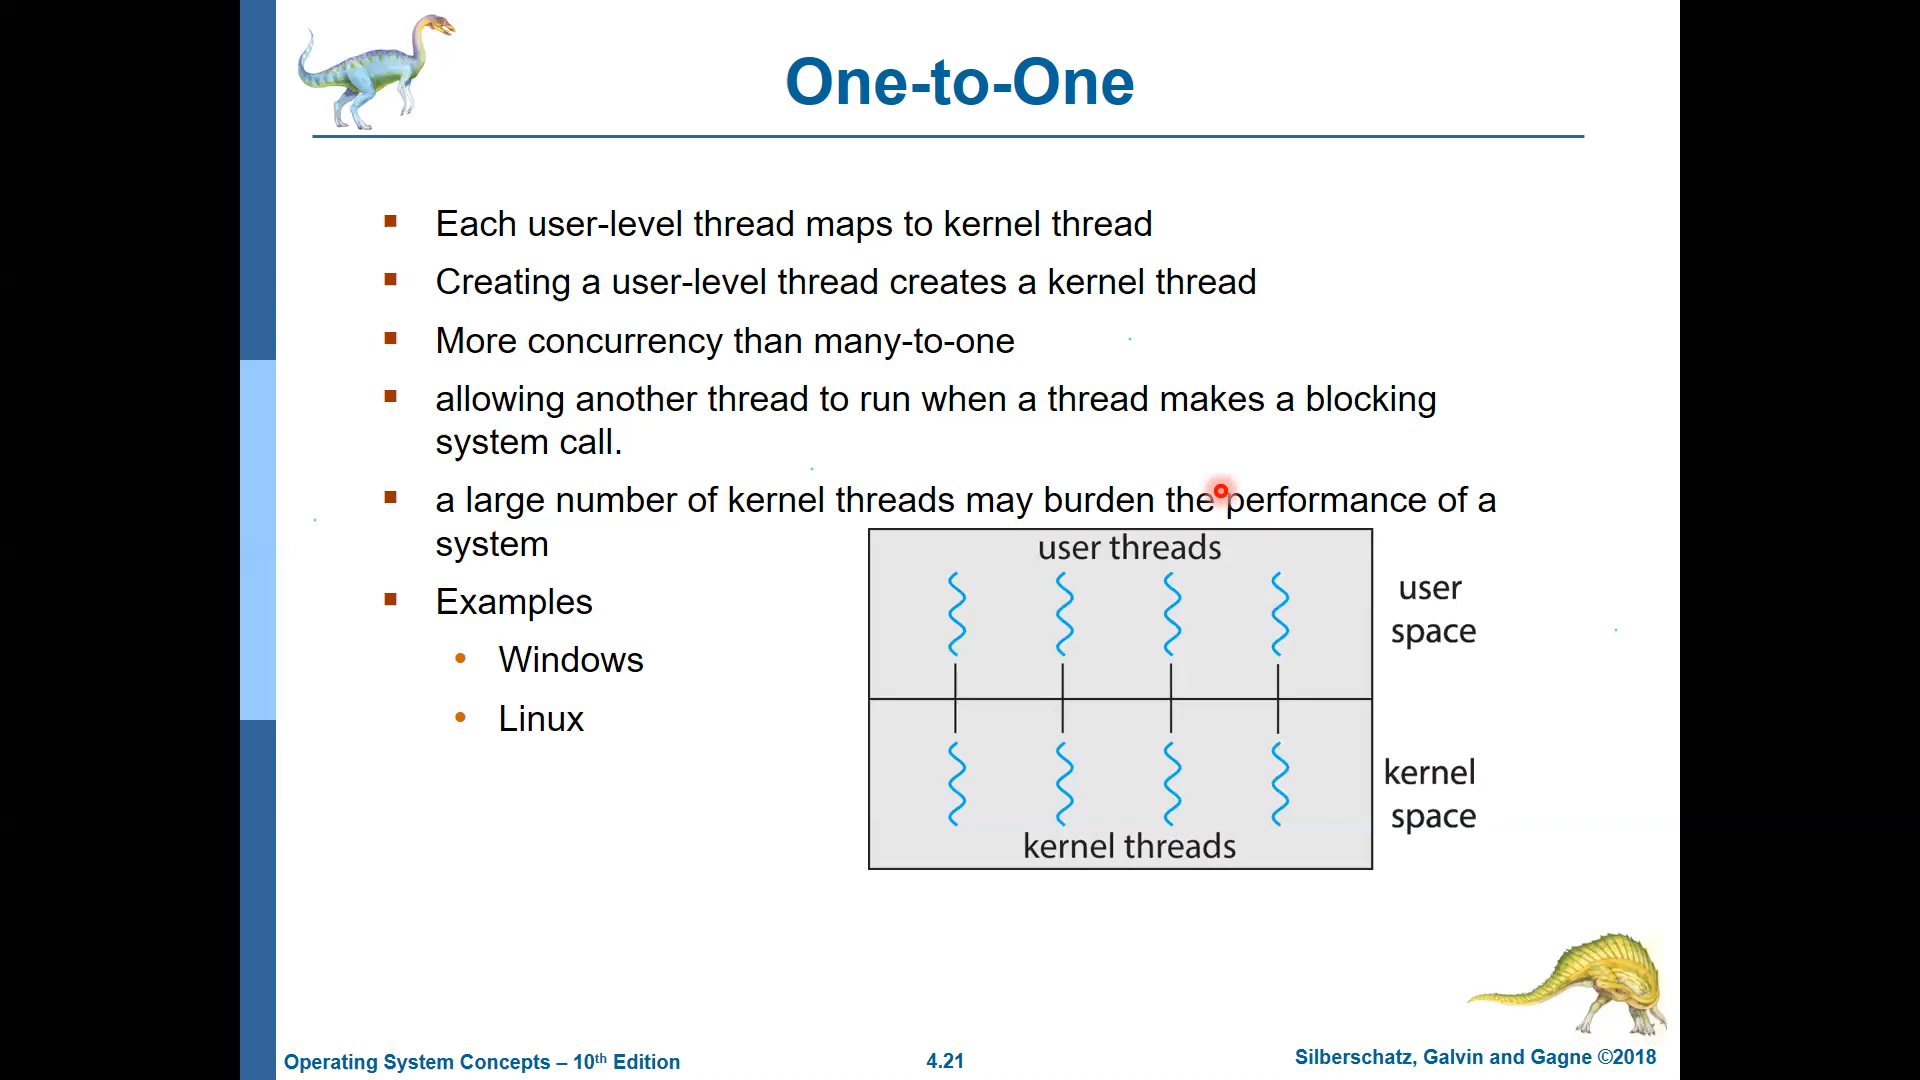 One-to-One
Each user-level thread maps to kernel thread
Creating a user-level thread creates a kernel thread
More concurrency than many-to-one
allowing another thread to run when a thread makes a blocking
system call.
a large number of kernel threads may burden the performance of a
system
Examples
Windows
Linux
user threads
user
space
kernel
space
kernel threads
Operating System Concepts – 10th Edition
4.21
Silberschatz, Galvin and Gagne ©2018